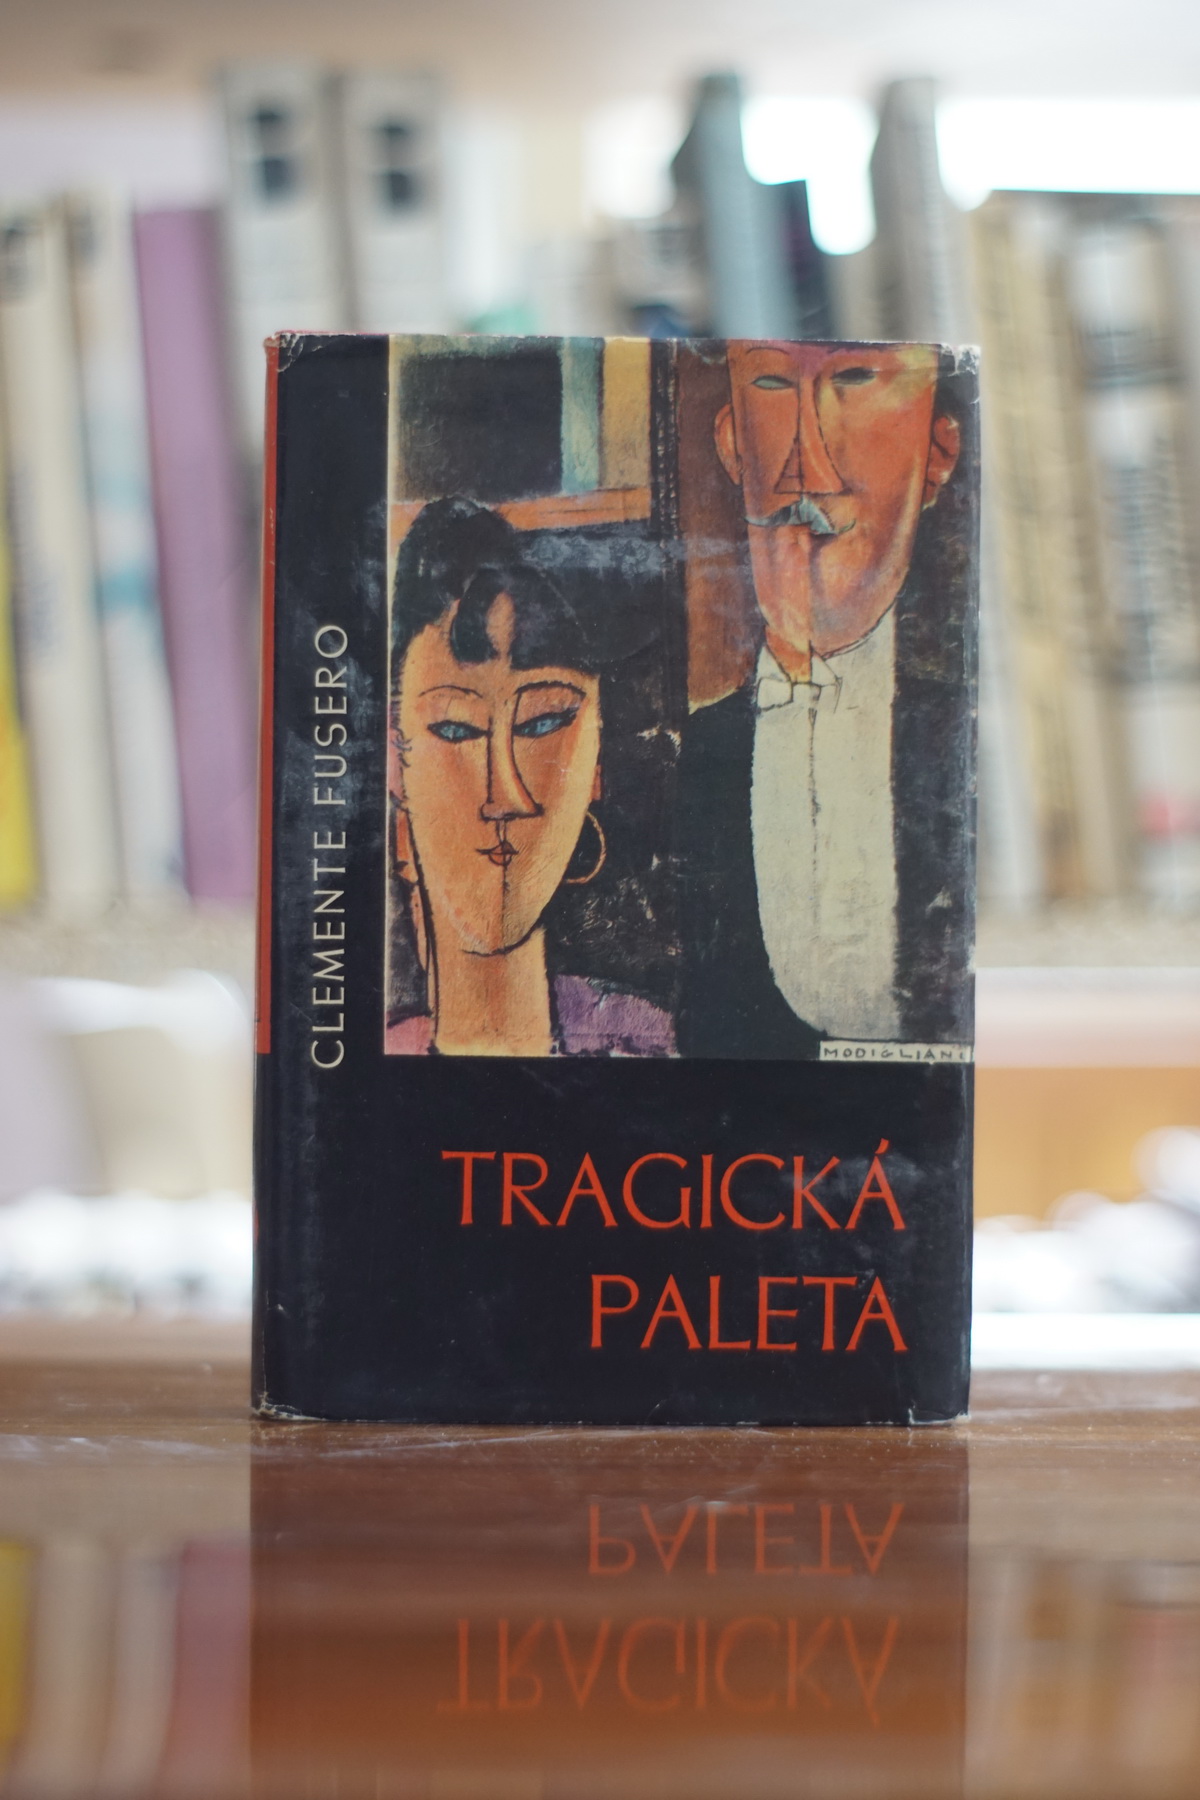 CLEMENTE FUSERO
MODIGLIANI
TRAGICKÁ
PALETA